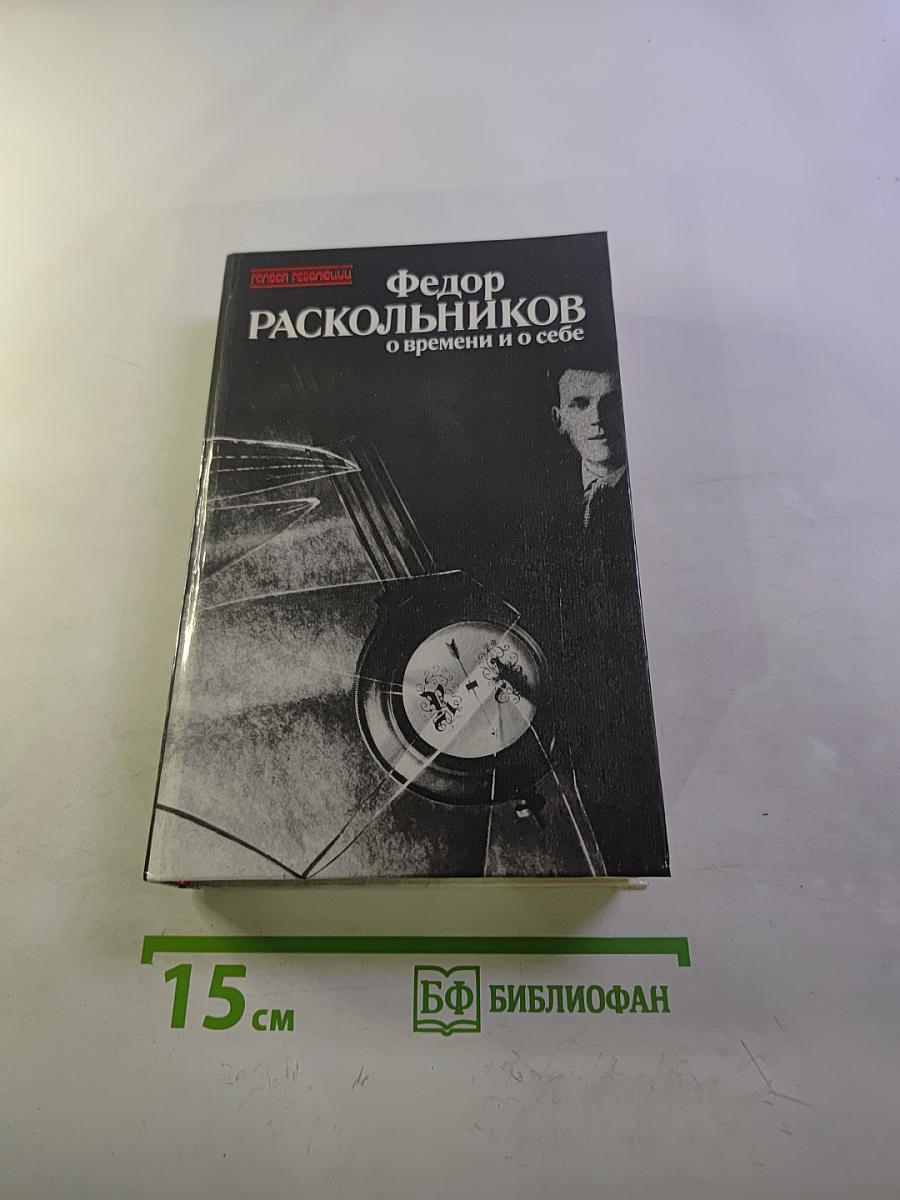 голоса революции
Федор
РАСКОЛЬНИКОВ
о времени и о себе
15 см
БФ БИБЛИОФАН